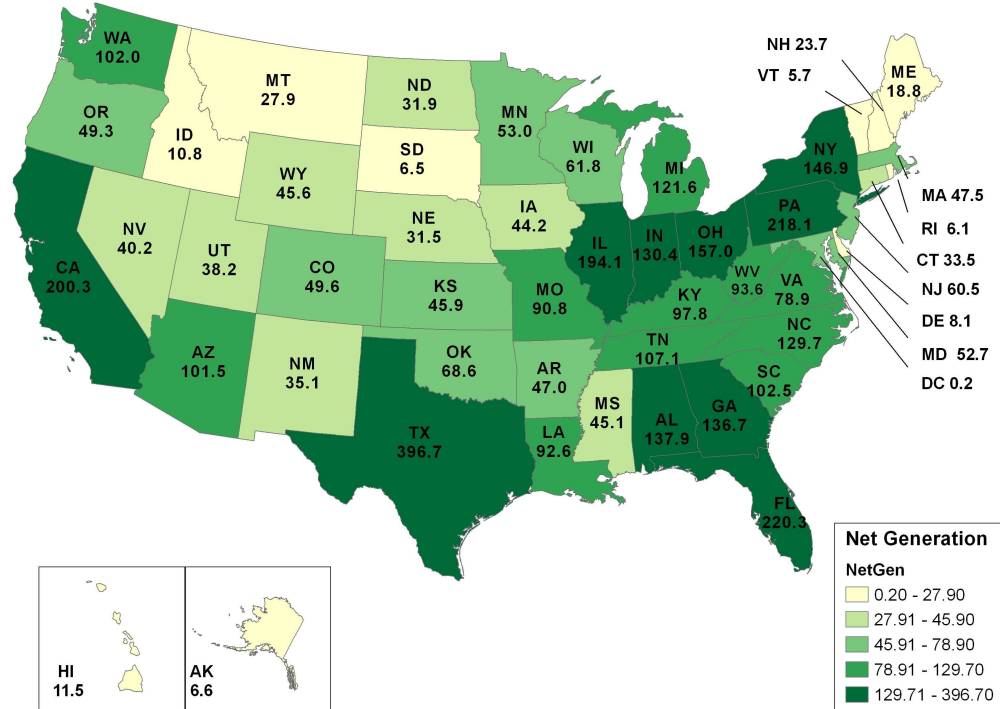 WA
102.0
OR
49.3
CA
200.3
ID
10.8
NV
40.2
MT
27.9
WY
45.6
UT
38.2
AZ
101.5
CO
49.6
NM
35.1
ND
31.9
SD
6.5
NE
31.5
KS
45.9
OK
68.6
TX
396.7
MN
53.0
IA
44.2
MO
90.8
AR
47.0
LA
92.6
WI
61.8
IL
194.1
MS
45.1
MI
121.6
IN
130.4
OH
157.0
KY
97.8
TN
107.1
AL
137.9
GA
136.7
FL
220.3
SC
102.5
NC
129.7
VA
78.9
WV
93.6
PA
218.1
NY
146.9
NH 23.7
VT 5.7
ME
18.8
MA 47.5
RI 6.1
CT 33.5
NJ 60.5
DE 8.1
MD 52.7
DC 0.2
HI
11.5
AK
6.6
Net Generation
NetGen
0.20 - 27.90
27.91 - 45.90
45.91 - 78.90
78.91 - 129.70
129.71 - 396.70